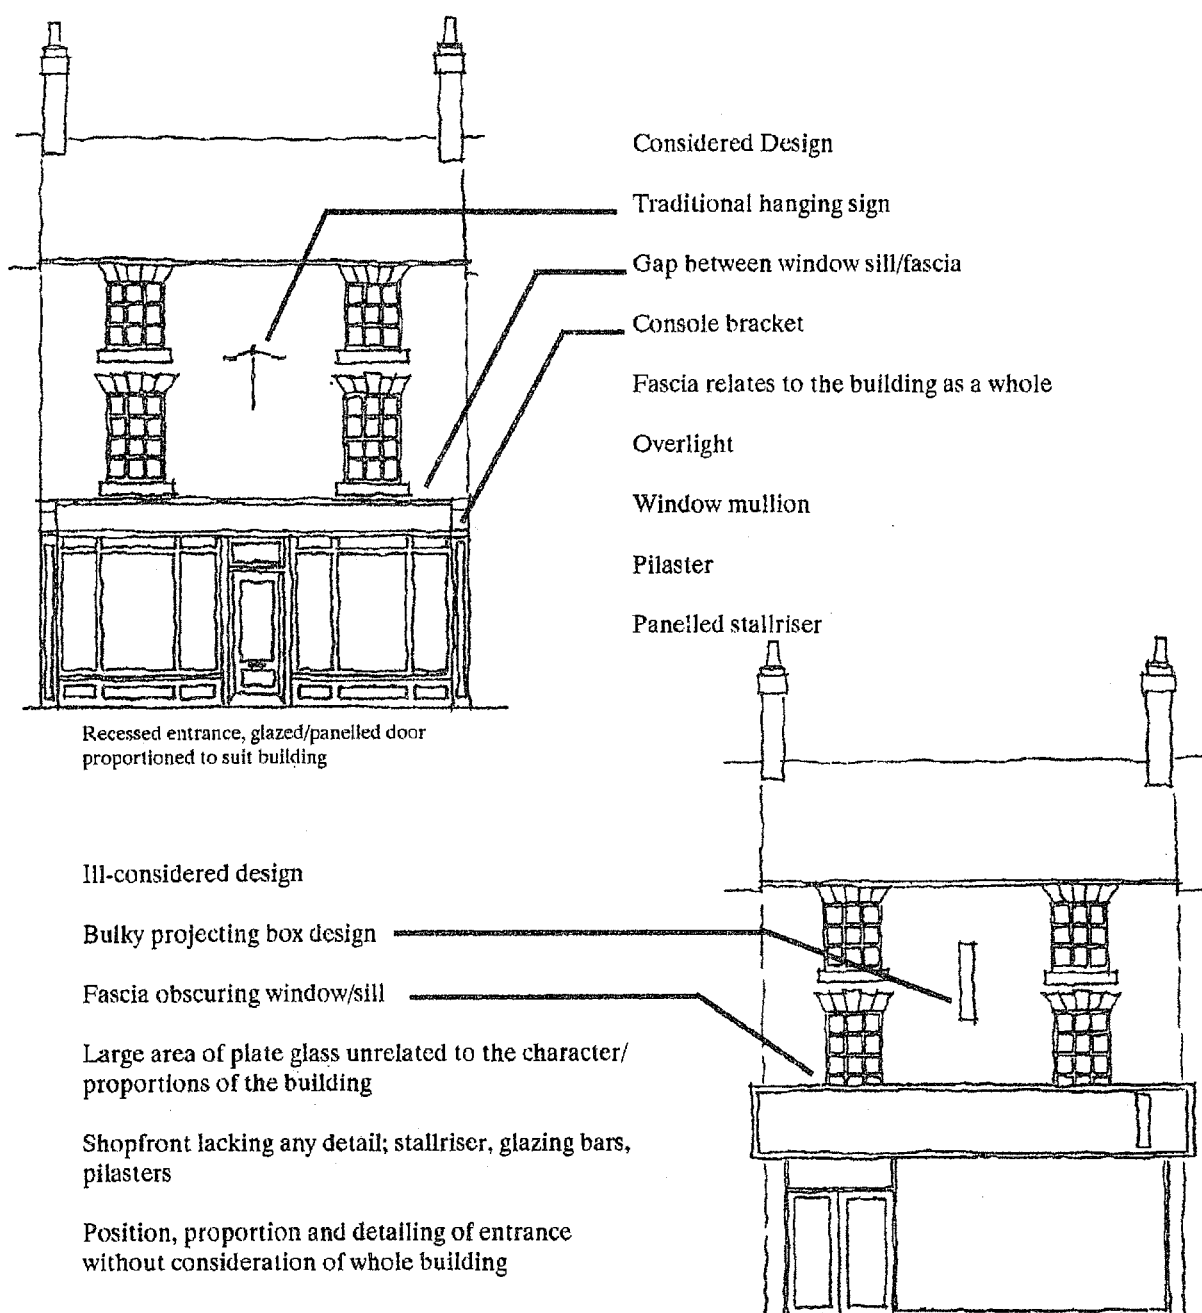 Considered Design
Traditional hanging sign
Gap between window sill/fascia
Console bracket
Fascia relates to the building as a whole
Overlight
Window mullion
Pilaster
Panelled stallriser
Recessed entrance, glazed/panelled door
proportioned to suit building
Ill-considered design
Bulky projecting box design
Fascia obscuring window/sill
Large area of plate glass unrelated to the character/
proportions of the building
Shopfront lacking any detail; stallriser, glazing bars,
pilasters
Position, proportion and detailing of entrance
without consideration of whole building